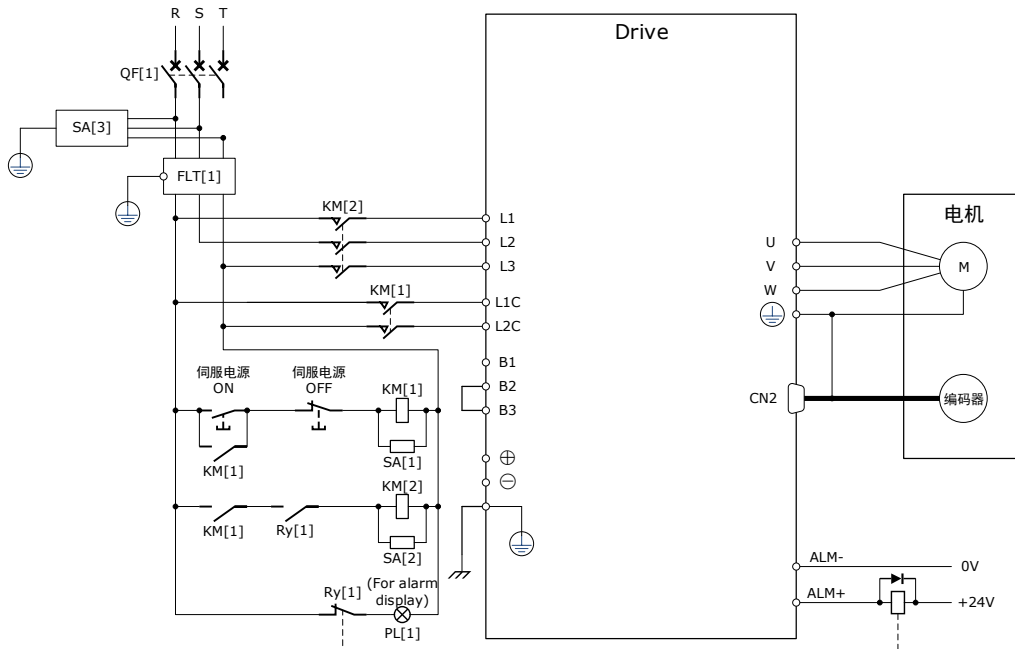 R S T
Drive
QF[1]
SA[3]
FLT[1]
KM[2]
L1
L2
L3
KM[1]
L1C
L2C
B1
B2
B3
伺服电源
ON
伺服电源
OFF
KM[1]
SA[1]
KM[1]
KM[2]
KM[1]
Ry[1]
SA[2]
Ry[1]
(For alarm
display)
PL[1]
U
V
W
CN2
电机
M
编码器
ALM-
0V
ALM+
+24V